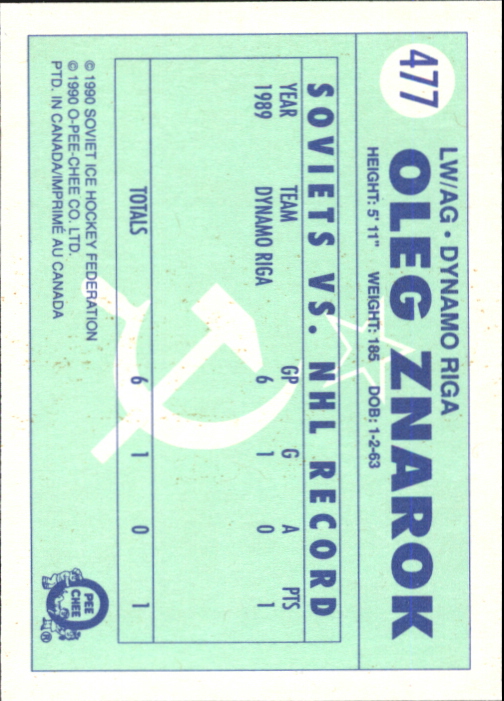 477
LW/AG • DYNAMO RIGA
OLEG ZNAROK
HEIGHT: 5' 11" WEIGHT: 185 DOB: 1-2-63
SOVIETS VS. NHL RECORD
YEAR TEAM GP G A PTS
1989 DYNAMO RIGA 6 1 0 1
TOTALS 6 1 0 1
© 1990 SOVIET ICE HOCKEY FEDERATION
© 1990 O-PEE-CHEE CO. LTD.
PTD. IN CANADA/IMPRIMÉ AU CANADA
O
PEE
CHEE
®